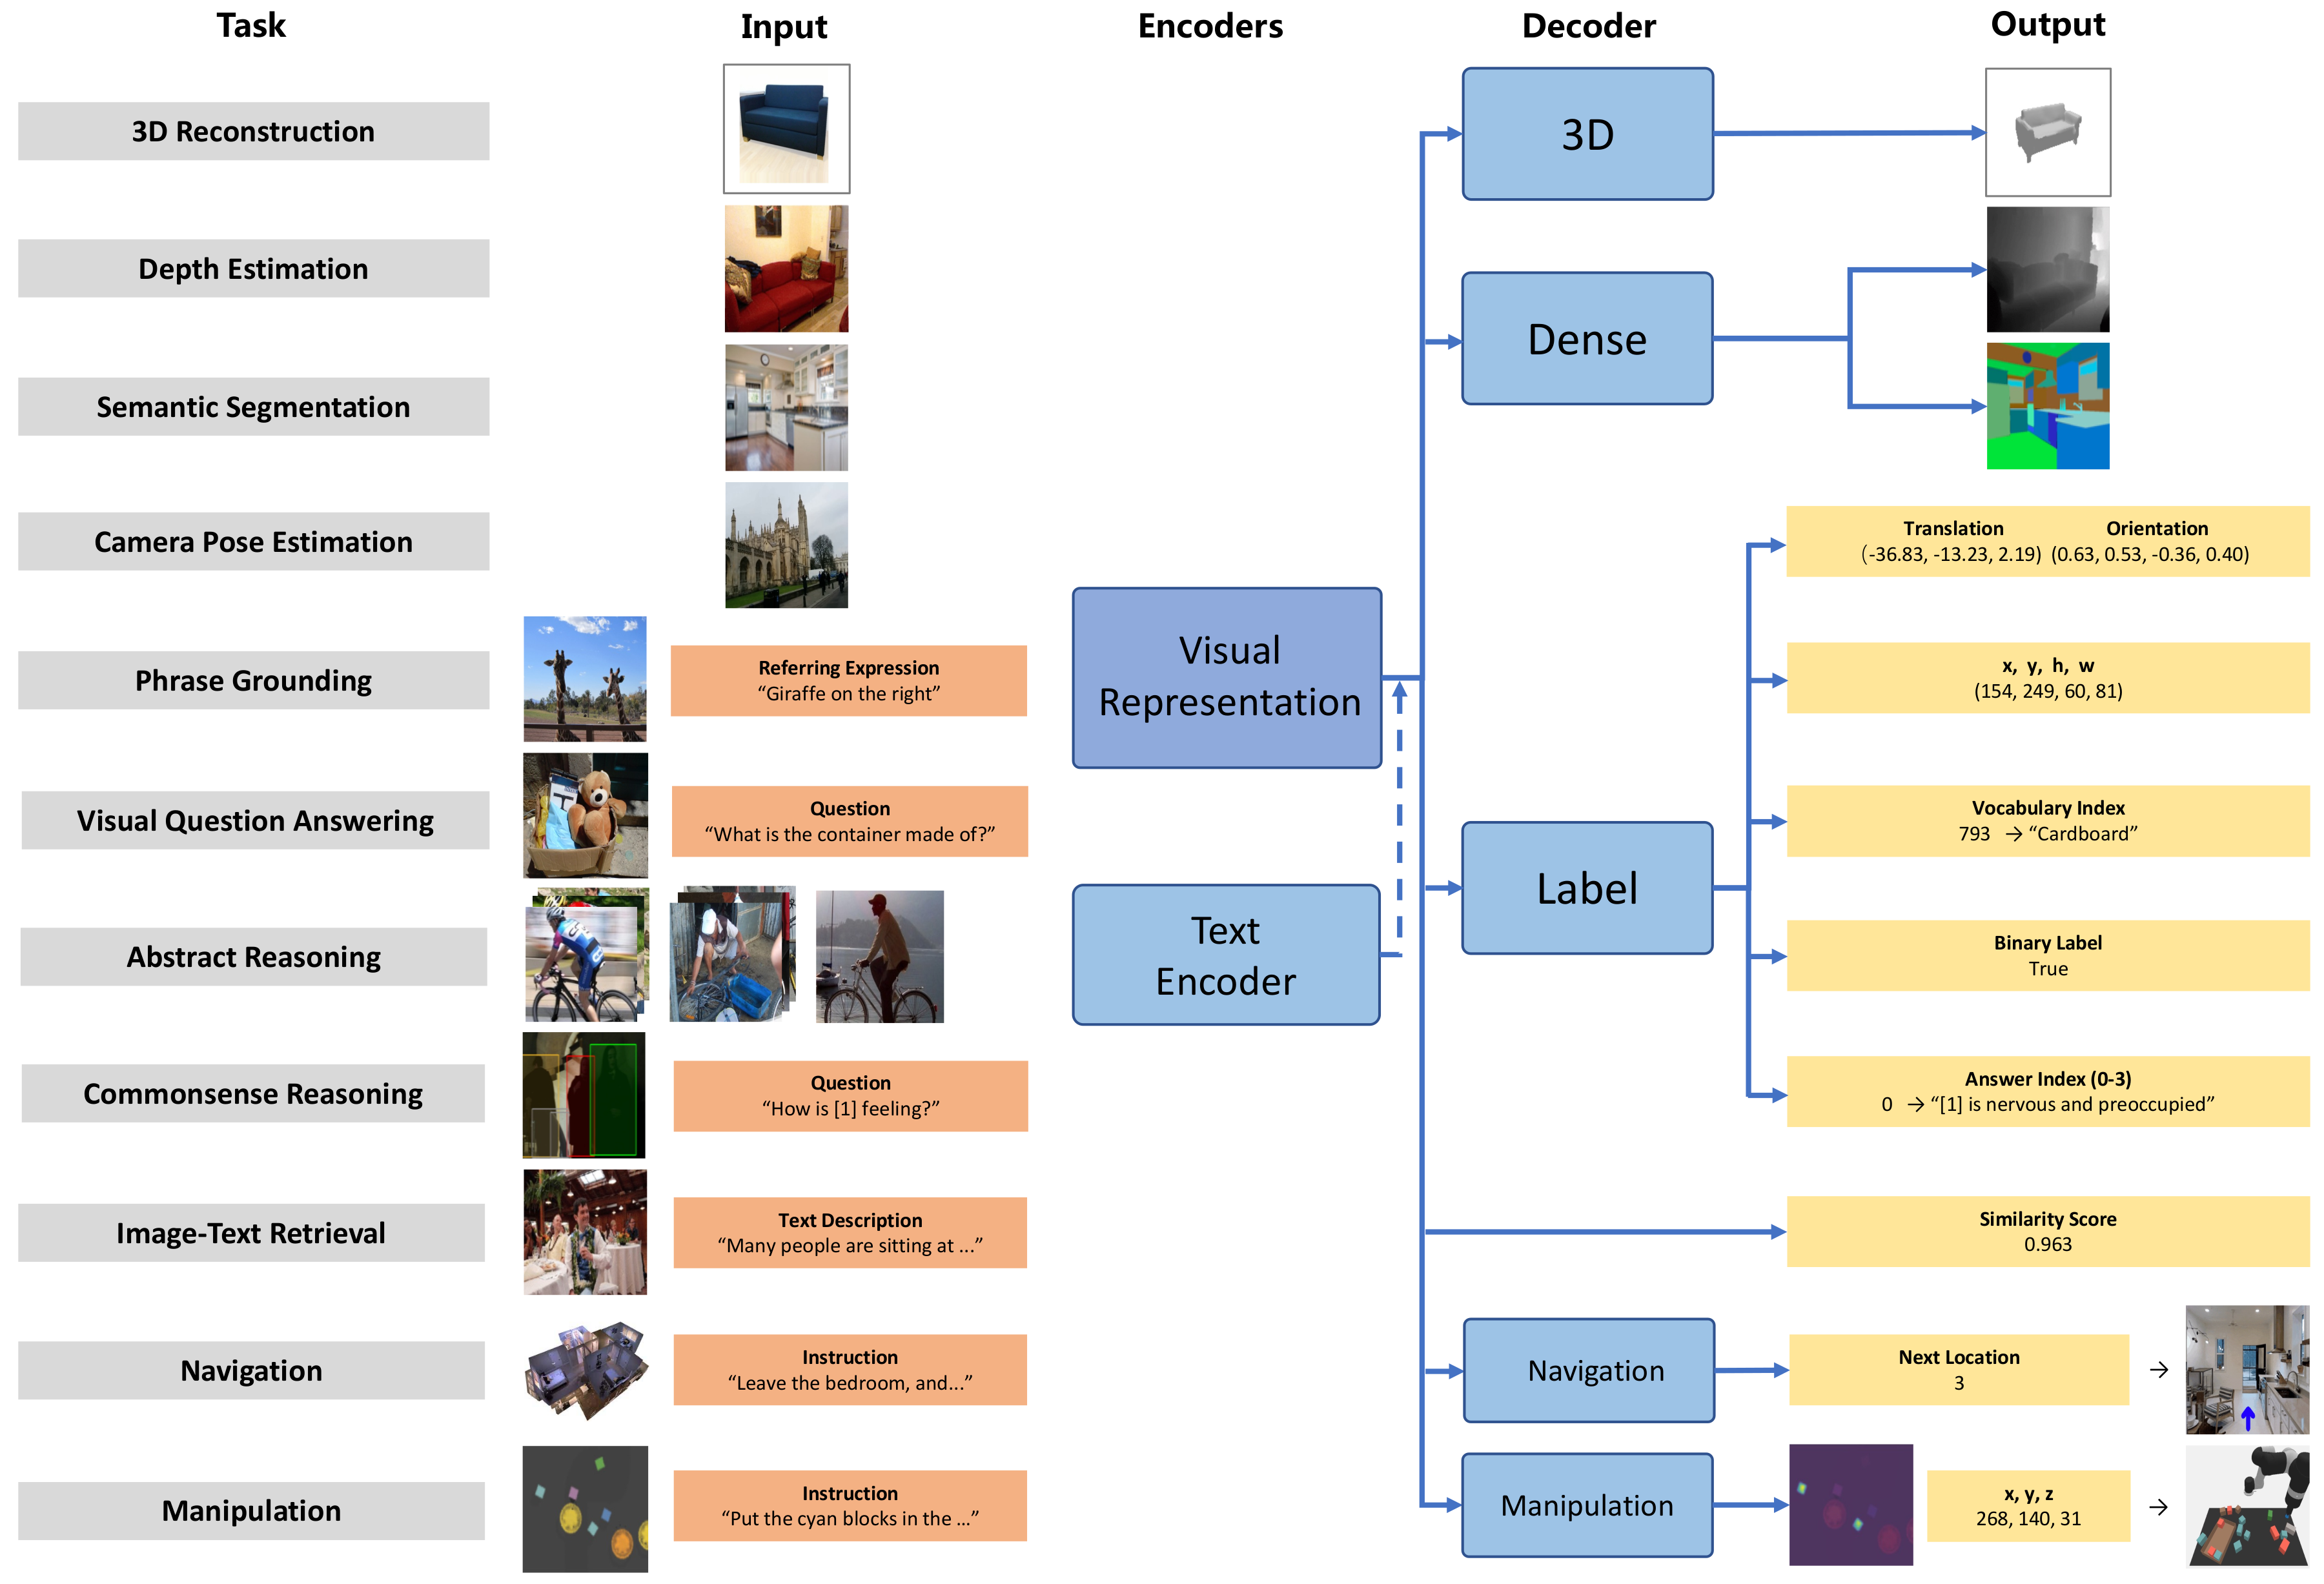 Task
Input
Encoders
Decoder
Output
3D Reconstruction
3D
Depth Estimation
Dense
Semantic Segmentation
Camera Pose Estimation
Translation Orientation
(-36.83, -13.23, 2.19) (0.63, 0.53, -0.36, 0.40)
Phrase Grounding
Referring Expression
“Giraffe on the right”
Visual
Representation
x, y, h, w
(154, 249, 60, 81)
Visual Question Answering
Question
“What is the container made of?”
Vocabulary Index
793 → “Cardboard”
Abstract Reasoning
Text
Encoder
Label
Binary Label
True
Commonsense Reasoning
Question
“How is [1] feeling?”
Answer Index (0-3)
0 → “[1] is nervous and preoccupied”
Image-Text Retrieval
Text Description
“Many people are sitting at ...”
Similarity Score
0.963
Navigation
Instruction
“Leave the bedroom, and...”
Navigation
Next Location
3
→
Manipulation
Instruction
“Put the cyan blocks in the ...”
Manipulation
x, y, z
268, 140, 31
→